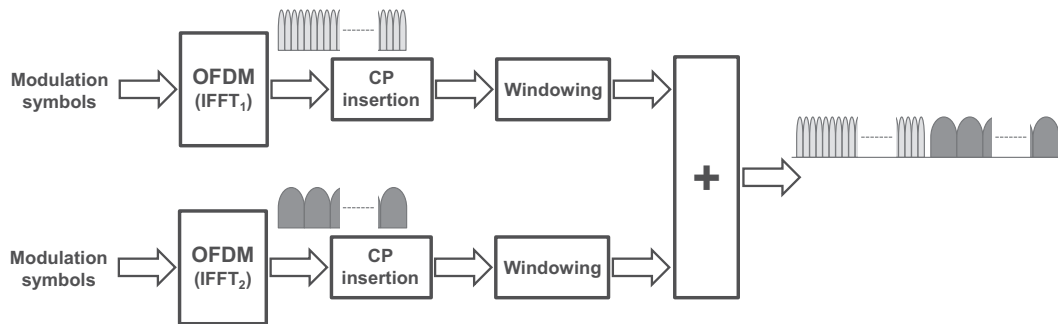 Modulation
symbols
OFDM
(IFFT₁)
CP
insertion
Windowing
+
Modulation
symbols
OFDM
(IFFT₂)
CP
insertion
Windowing